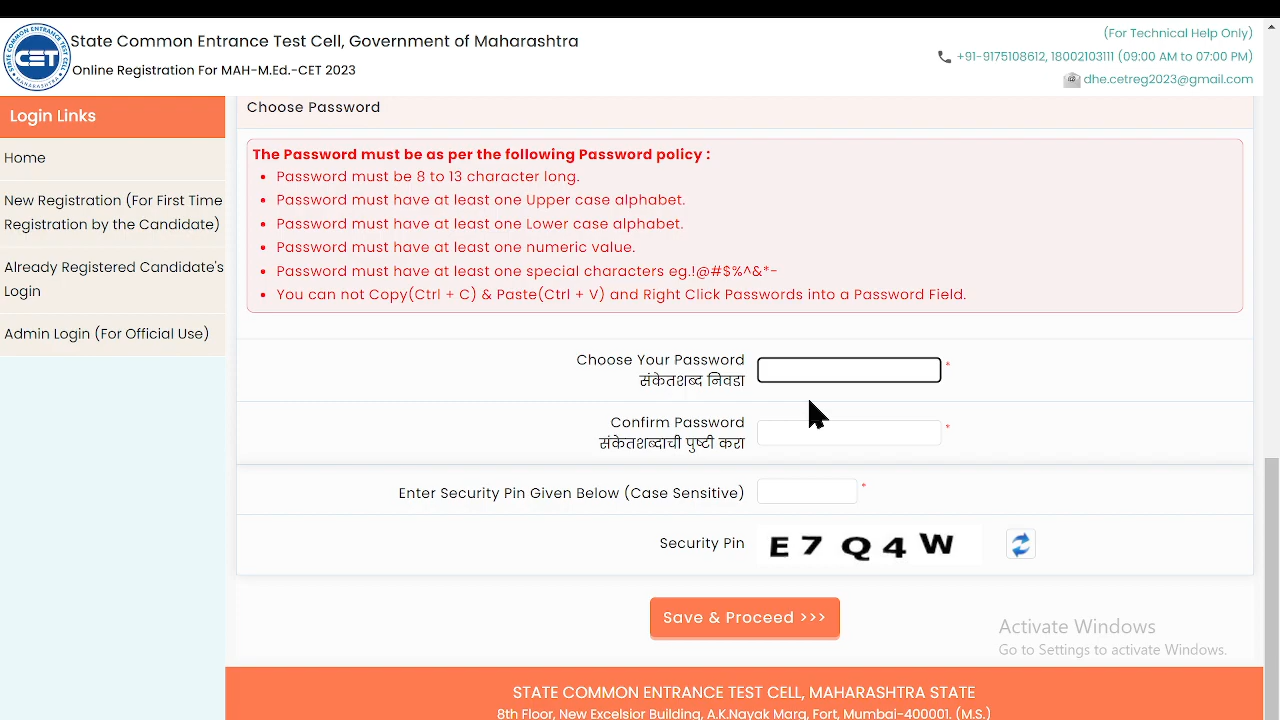 State Common Entrance Test Cell, Government of Maharashtra
Online Registration For MAH-M.Ed.-CET 2023
(For Technical Help Only)
+91-9175108612, 18002103111 (09:00 AM to 07:00 PM)
dhe.cetreg2023@gmail.com
STATE COMMON ENTRANCE TEST CELL
MAHARASHTRA
CET
Login Links
Home
New Registration (For First Time
Registration by the Candidate)
Already Registered Candidate's
Login
Admin Login (For Official Use)
Choose Password
The Password must be as per the following Password policy :
• Password must be 8 to 13 character long.
• Password must have at least one Upper case alphabet.
• Password must have at least one Lower case alphabet.
• Password must have at least one numeric value.
• Password must have at least one special characters eg.!@#$%^&*-
• You can not Copy(Ctrl + C) & Paste(Ctrl + V) and Right Click Passwords into a Password Field.
Choose Your Password *
संकेतशब्द निवडा
Confirm Password *
संकेतशब्दाची पुष्टी करा
Enter Security Pin Given Below (Case Sensitive) *
Security Pin E7Q4W
Save & Proceed >>>
Activate Windows
Go to Settings to activate Windows.
STATE COMMON ENTRANCE TEST CELL, MAHARASHTRA STATE
8th Floor, New Excelsior Building, A.K.Nayak Marg, Fort, Mumbai-400001. (M.S.)